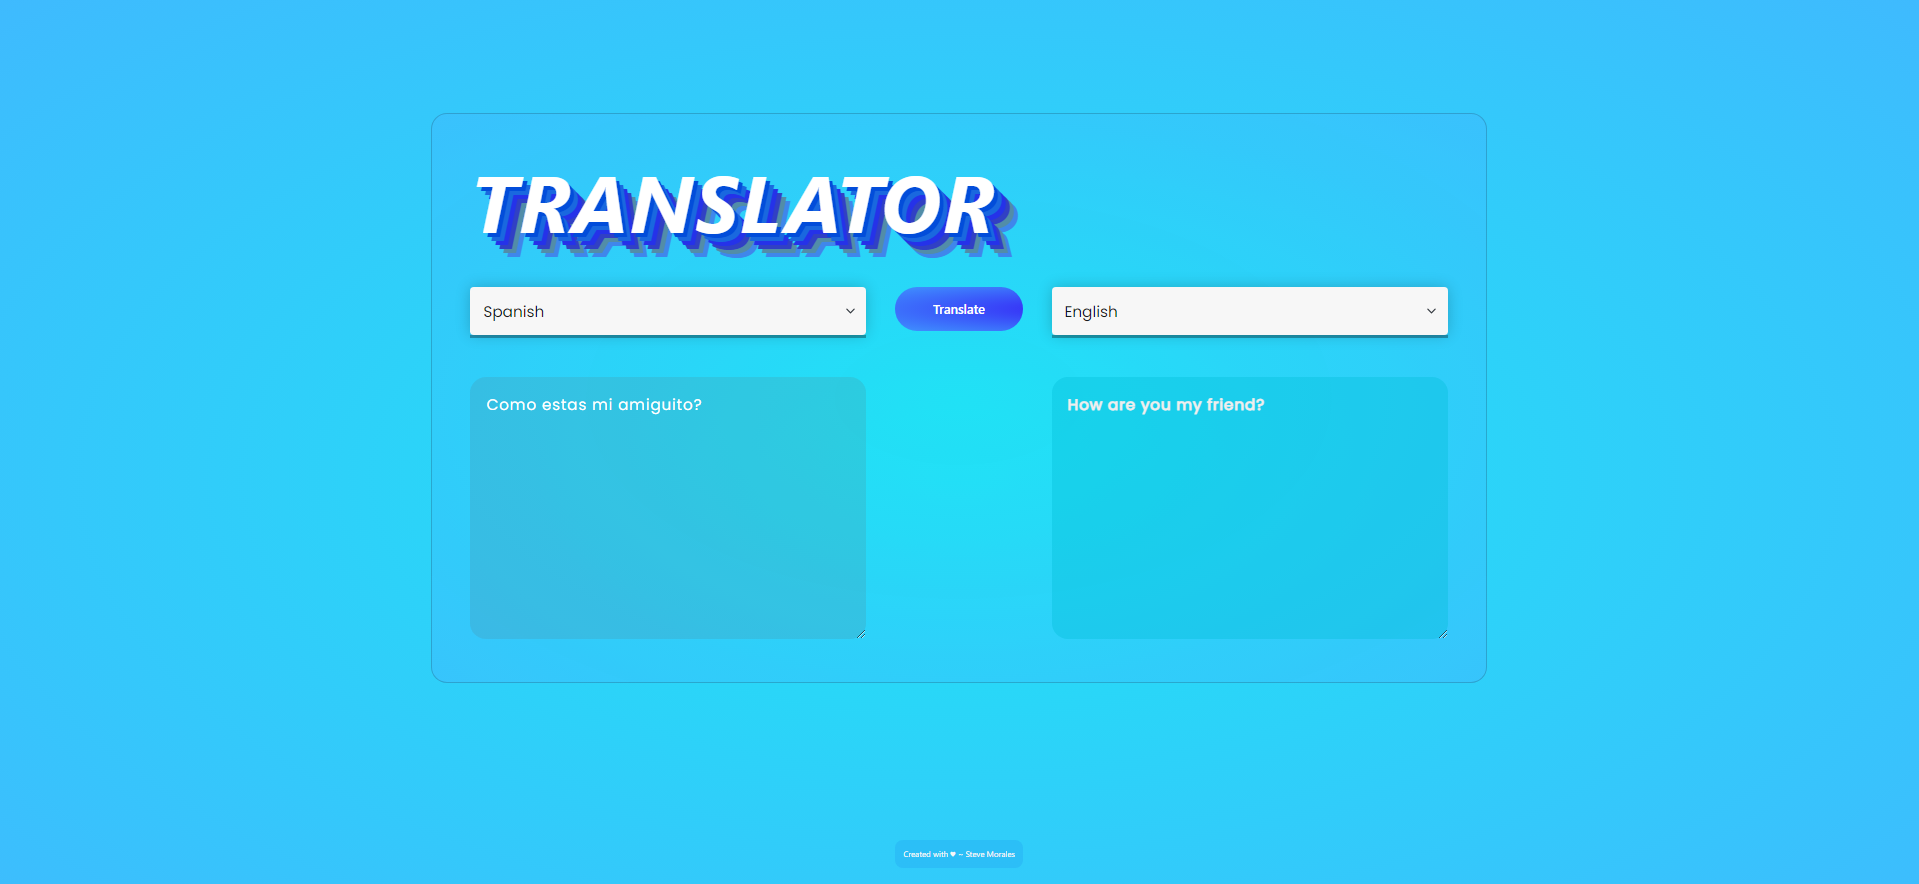 TRANSLATOR
Spanish
Translate
English
Como estas mi amiguito?
How are you my friend?
Created with ♥ ~ Steve Morales